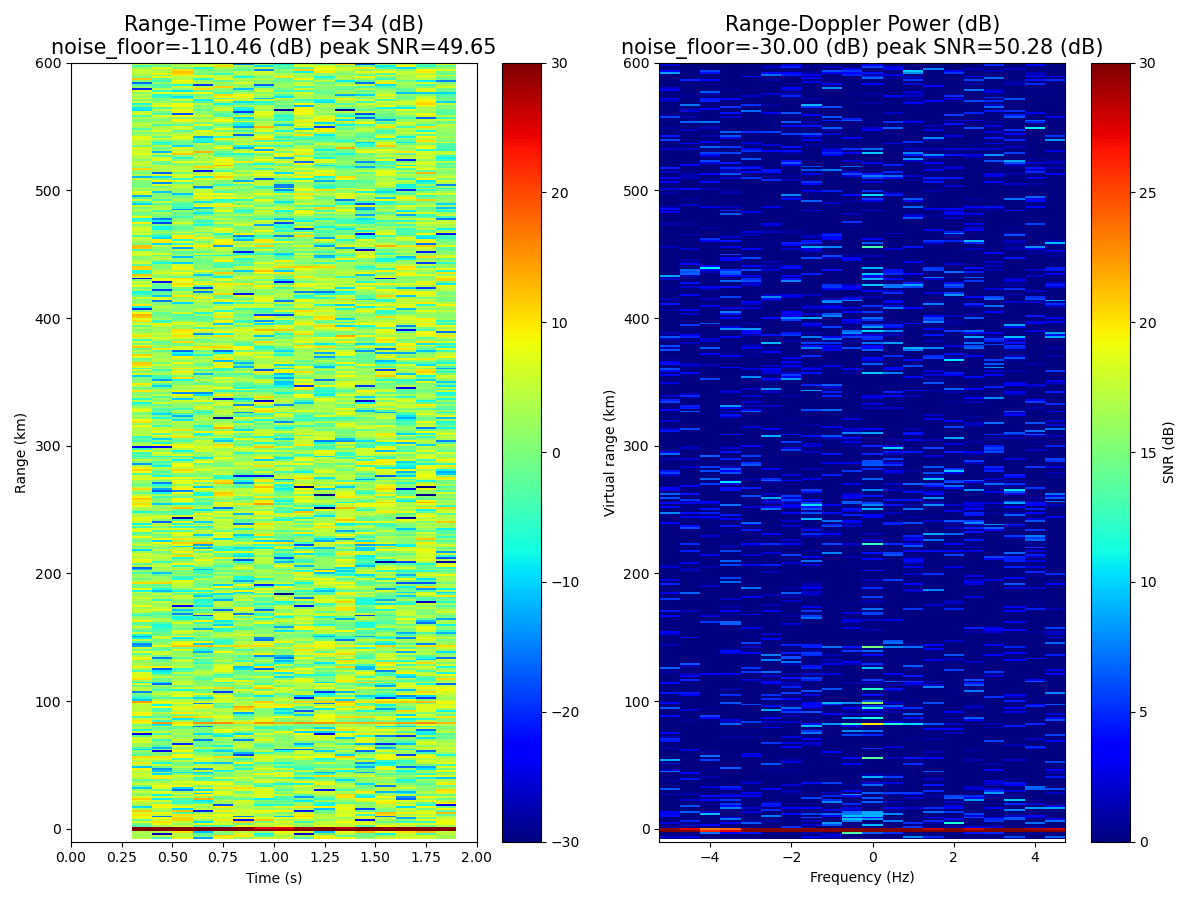 Range-Time Power f=34 (dB)
noise_floor=-110.46 (dB) peak SNR=49.65
Range-Doppler Power (dB)
noise_floor=-30.00 (dB) peak SNR=50.28 (dB)
600
500
400
300
200
100
0
Range (km)
0.00 0.25 0.50 0.75 1.00 1.25 1.50 1.75 2.00
Time (s)
30
20
10
0
−10
−20
−30
600
500
400
300
200
100
0
Virtual range (km)
−4 −2 0 2 4
Frequency (Hz)
30
25
20
15
10
5
0
SNR (dB)